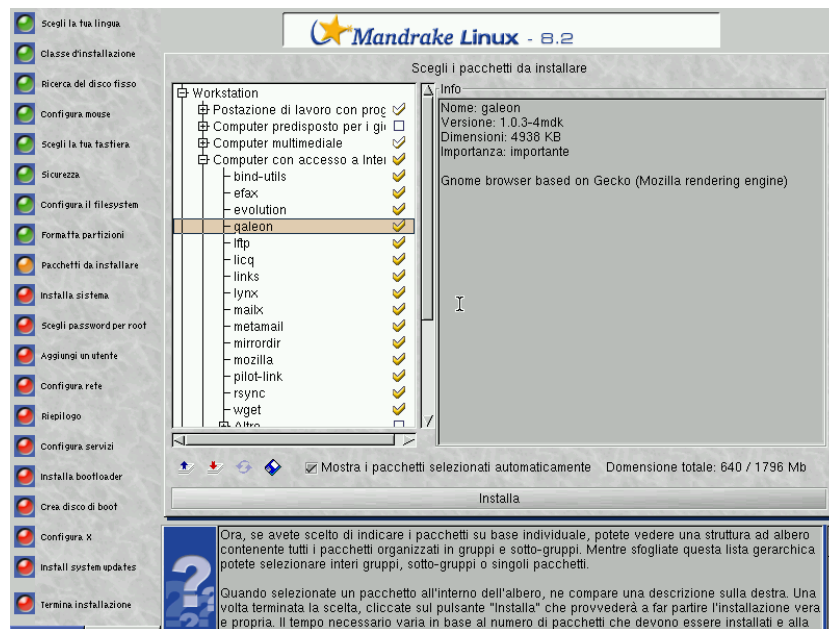 Scegli la tua lingua
Classe d'installazione
Ricerca del disco fisso
Configura mouse
Scegli la tua tastiera
Sicurezza
Configura il filesystem
Formatta partizioni
Pacchetti da installare
Installa sistema
Scegli password per root
Aggiungi un utente
Configura rete
Riepilogo
Configura servizi
Installa bootloader
Crea disco di boot
Configura X
Install system updates
Termina installazione
Mandrake Linux - 8.2
Scegli i pacchetti da installare
Workstation
Postazione di lavoro con prog
Computer predisposto per i gi
Computer multimediale
Computer con accesso a Inter
bind-utils
efax
evolution
galeon
lftp
licq
links
lynx
mailx
metamail
mirrordir
mozilla
pilot-link
rsync
wget
Altro
Info
Nome: galeon
Versione: 1.0.3-4mdk
Dimensioni: 4938 KB
Importanza: importante
Gnome browser based on Gecko (Mozilla rendering engine)
Mostra i pacchetti selezionati automaticamente Domensione totale: 640 / 1796 Mb
Installa
Ora, se avete scelto di indicare i pacchetti su base individuale, potete vedere una struttura ad albero
contenente tutti i pacchetti organizzati in gruppi e sotto-gruppi. Mentre sfogliate questa lista gerarchica
potete selezionare interi gruppi, sotto-gruppi o singoli pacchetti.
Quando selezionate un pacchetto all'interno dell'albero, ne compare una descrizione sulla destra. Una
volta terminata la scelta, cliccate sul pulsante "Installa" che provvederà a far partire l'installazione vera
e propria. Il tempo necessario varia in base al numero di pacchetti che devono essere installati e alla